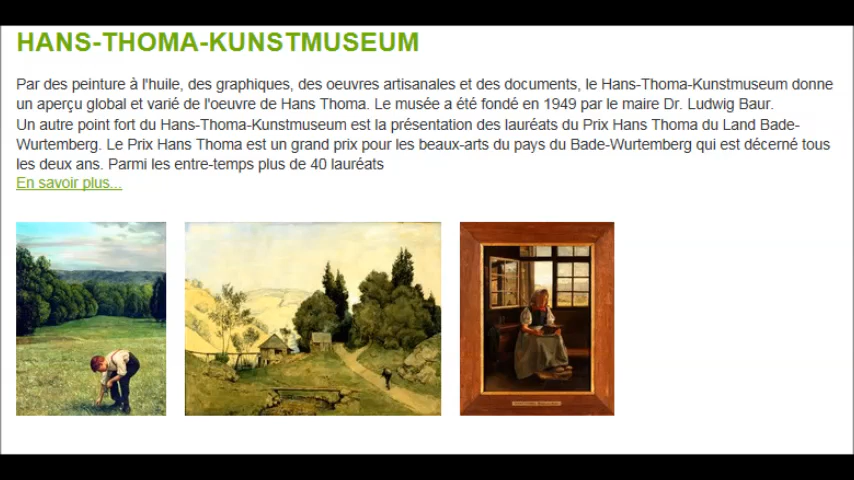 HANS-THOMA-KUNSTMUSEUM
Par des peinture à l'huile, des graphiques, des oeuvres artisanales et des documents, le Hans-Thoma-Kunstmuseum donne
un aperçu global et varié de l'oeuvre de Hans Thoma. Le musée a été fondé en 1949 par le maire Dr. Ludwig Baur.
Un autre point fort du Hans-Thoma-Kunstmuseum est la présentation des lauréats du Prix Hans Thoma du Land Bade-
Wurtemberg. Le Prix Hans Thoma est un grand prix pour les beaux-arts du pays du Bade-Wurtemberg qui est décerné tous
les deux ans. Parmi les entre-temps plus de 40 lauréats
En savoir plus...